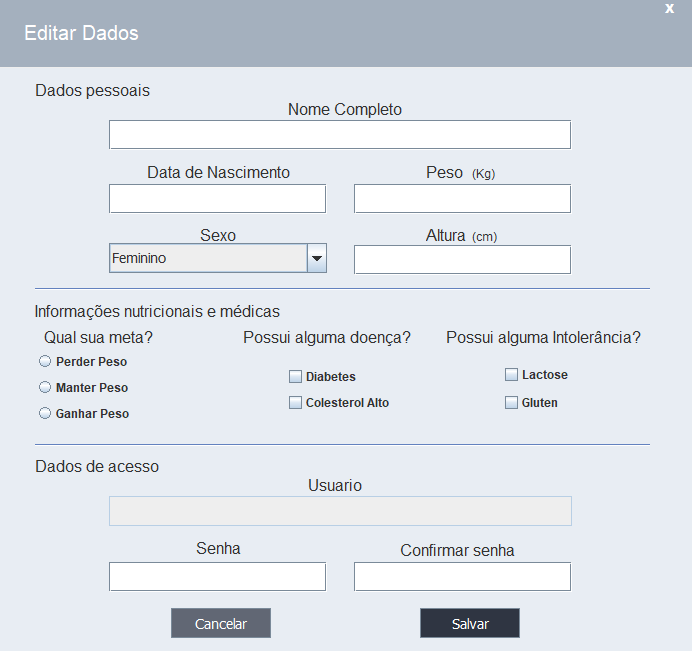 x
Editar Dados
Dados pessoais
Nome Completo
Data de Nascimento
Peso (Kg)
Sexo
Altura (cm)
Feminino
Informações nutricionais e médicas
Qual sua meta?
Possui alguma doença?
Possui alguma Intolerância?
Perder Peso
Diabetes
Lactose
Manter Peso
Colesterol Alto
Gluten
Ganhar Peso
Dados de acesso
Usuario
Senha
Confirmar senha
Cancelar
Salvar